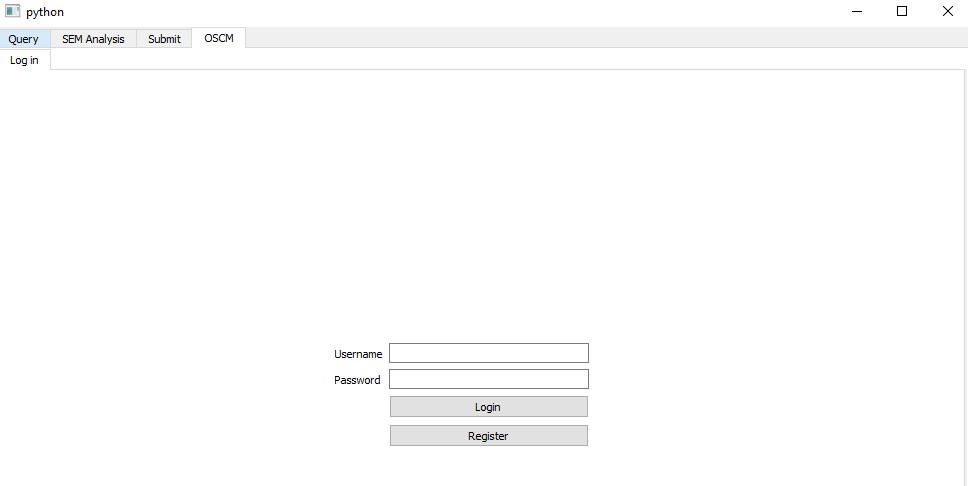 python
Query SEM Analysis Submit OSCM
Log in
Username
Password
Login
Register